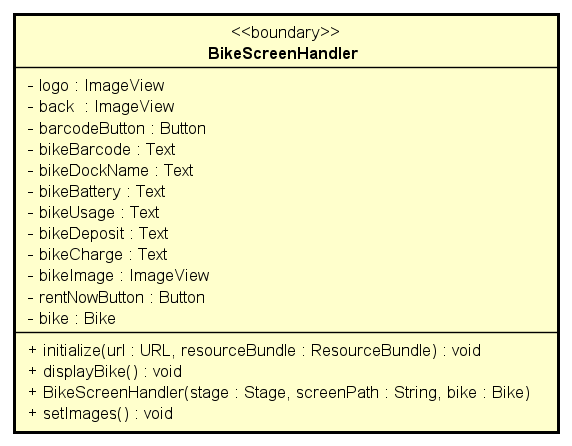 <<boundary>>
BikeScreenHandler
- logo : ImageView
- back : ImageView
- barcodeButton : Button
- bikeBarcode : Text
- bikeDockName : Text
- bikeBattery : Text
- bikeUsage : Text
- bikeDeposit : Text
- bikeCharge : Text
- bikeImage : ImageView
- rentNowButton : Button
- bike : Bike
+ initialize(url : URL, resourceBundle : ResourceBundle) : void
+ displayBike() : void
+ BikeScreenHandler(stage : Stage, screenPath : String, bike : Bike)
+ setImages() : void